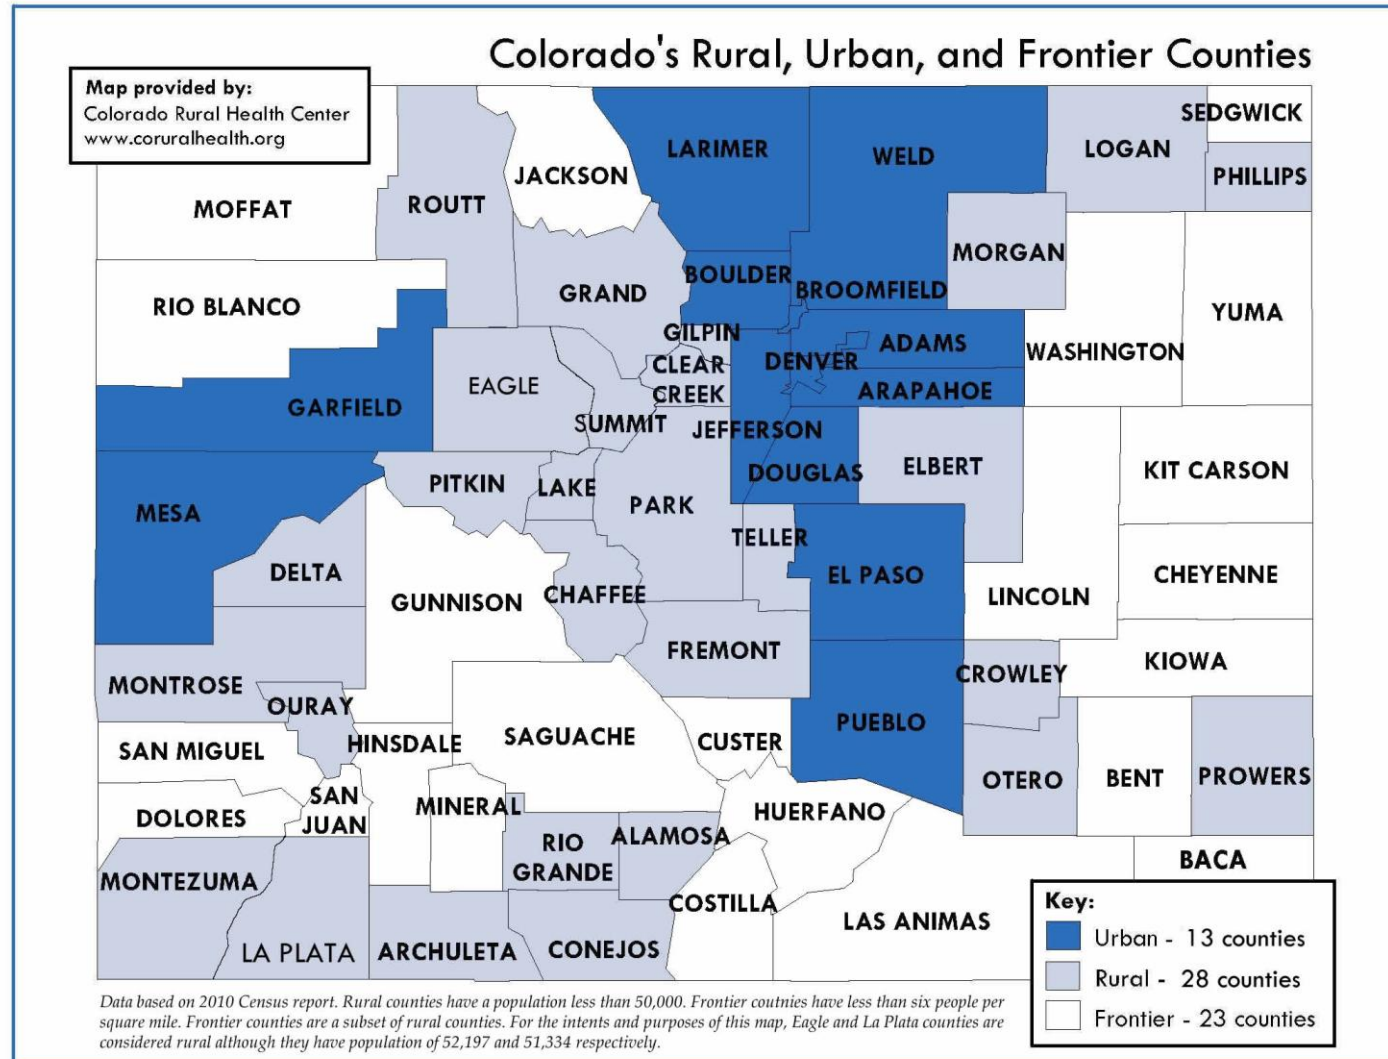 Colorado's Rural, Urban, and Frontier Counties
Map provided by:
Colorado Rural Health Center
www.coruralhealth.org
SEDGWICK
LARIMER
WELD
LOGAN
PHILLIPS
JACKSON
MOFFAT
ROUTT
MORGAN
BOULDER
GRAND
BROOMFIELD
RIO BLANCO
YUMA
GILPIN
ADAMS
WASHINGTON
CLEAR
CREEK
DENVER
EAGLE
ARAPAHOE
GARFIELD
SUMMIT
JEFFERSON
DOUGLAS
ELBERT
KIT CARSON
PITKIN
LAKE
PARK
MESA
TELLER
DELTA
EL PASO
CHEYENNE
GUNNISON
CHAFFEE
LINCOLN
FREMONT
KIOWA
CROWLEY
MONTROSE
OURAY
PUEBLO
SAN MIGUEL
HINSDALE
SAGUACHE
CUSTER
OTERO
BENT
PROWERS
SAN
JUAN
MINERAL
HUERFANO
DOLORES
RIO
GRANDE
ALAMOSA
BACA
MONTEZUMA
COSTILLA
LAS ANIMAS
LA PLATA
ARCHULETA
CONEJOS
Key:
Urban - 13 counties
Rural - 28 counties
Frontier - 23 counties
Data based on 2010 Census report. Rural counties have a population less than 50,000. Frontier coutnies have less than six people per
square mile. Frontier counties are a subset of rural counties. For the intents and purposes of this map, Eagle and La Plata counties are
considered rural although they have population of 52,197 and 51,334 respectively.